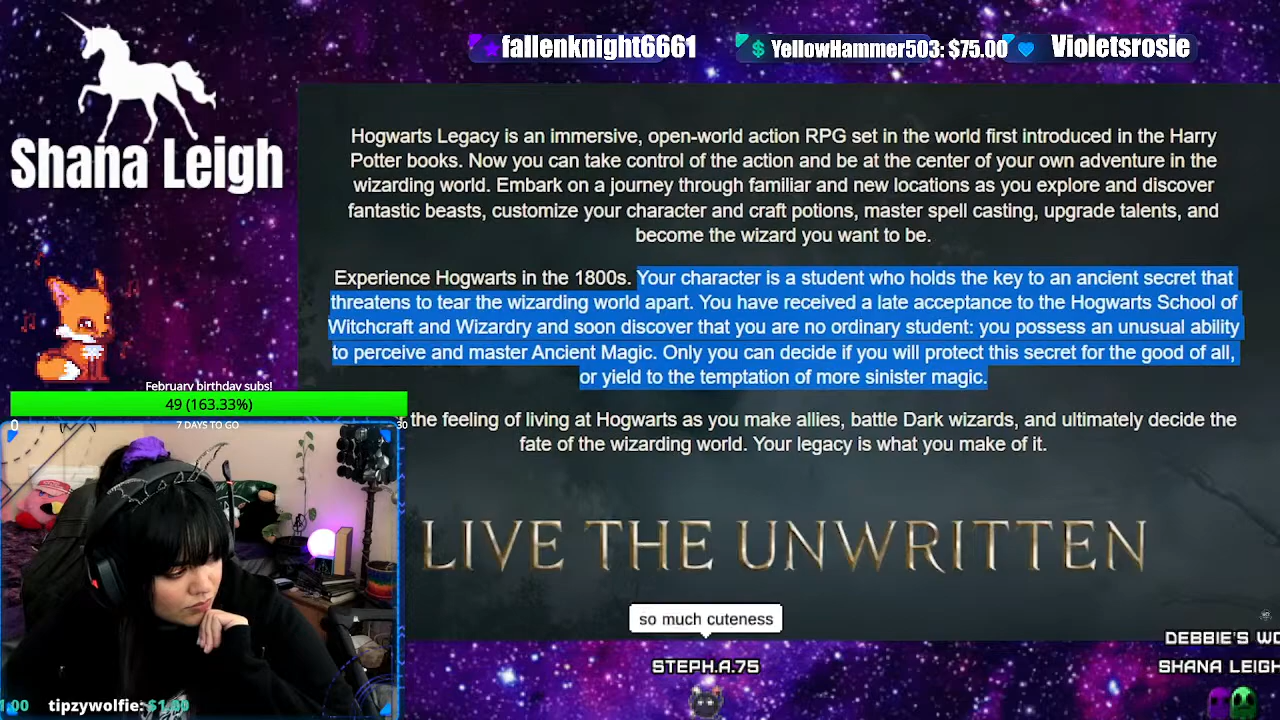 fallenknight6661
$ YellowHammer503: $75.00
Violetsrosie
Shana Leigh
Hogwarts Legacy is an immersive, open-world action RPG set in the world first introduced in the Harry
Potter books. Now you can take control of the action and be at the center of your own adventure in the
wizarding world. Embark on a journey through familiar and new locations as you explore and discover
fantastic beasts, customize your character and craft potions, master spell casting, upgrade talents, and
become the wizard you want to be.
Experience Hogwarts in the 1800s. Your character is a student who holds the key to an ancient secret that
threatens to tear the wizarding world apart. You have received a late acceptance to the Hogwarts School of
Witchcraft and Wizardry and soon discover that you are no ordinary student: you possess an unusual ability
to perceive and master Ancient Magic. Only you can decide if you will protect this secret for the good of all,
or yield to the temptation of more sinister magic.
the feeling of living at Hogwarts as you make allies, battle Dark wizards, and ultimately decide the
fate of the wizarding world. Your legacy is what you make of it.
LIVE THE UNWRITTEN
February birthday subs!
49 (163.33%)
0 7 DAYS TO GO 30
so much cuteness
STEPH.A.75
DEBBIE'S WO
SHANA LEIGH
1.00 tipzywolfie: $1.00